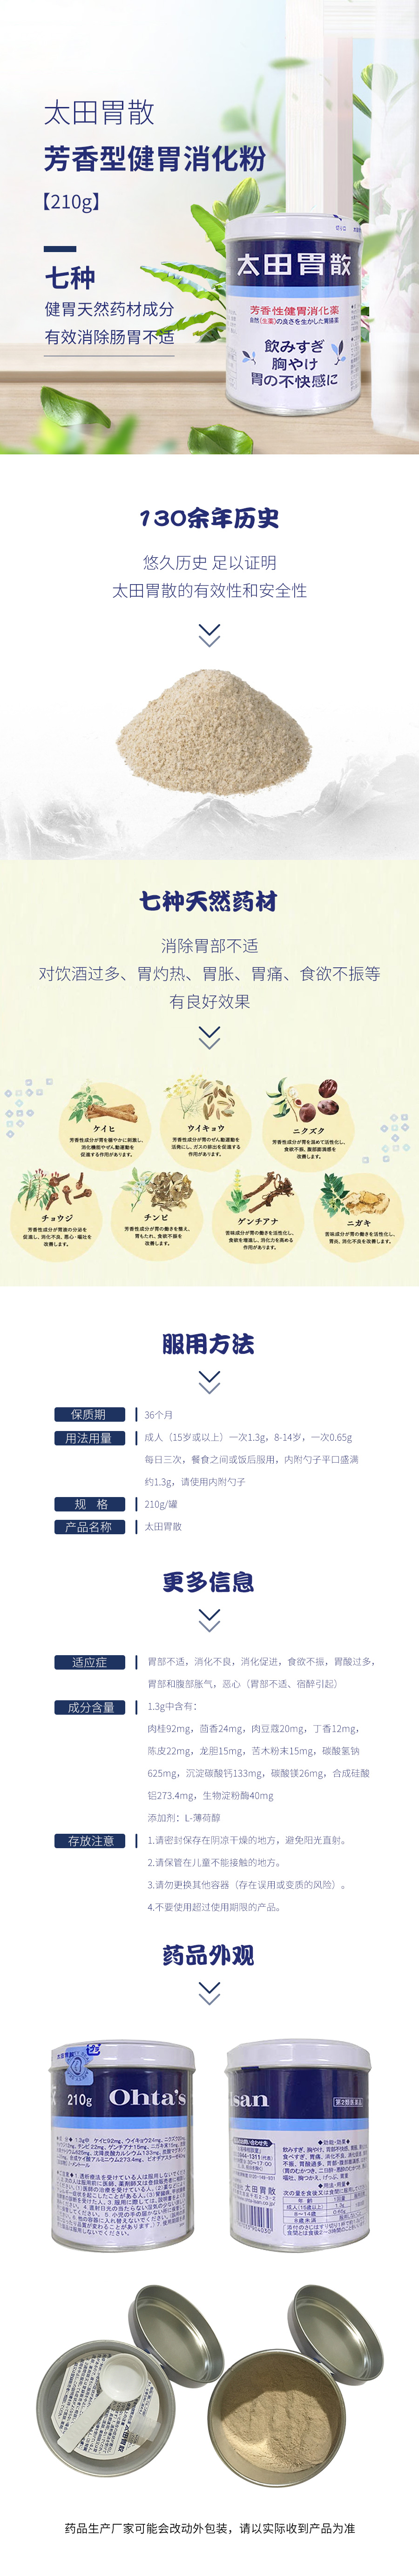 太田胃散
芳香型健胃消化粉
【210g】
七种
健胃天然药材成分
有效消除肠胃不适
太田胃散
芳香性健胃消化薬
自然(生薬)の良さを生かした胃腸薬
飲みすぎ
胸やけ
胃の不快感に
130余年历史
悠久历史 足以证明
太田胃散的有效性和安全性
七种天然药材
消除胃部不适
对饮酒过多、胃灼热、胃胀、胃痛、食欲不振等
有良好效果
ケイヒ
芳香性成分が胃を健やかに刺激し、
消化機能やぜん動運動を
促進する作用があります。
ウイキョウ
芳香性成分が胃のぜん動運動を
活発にし、ガスの排出を促進する
作用があります。
ニクズク
芳香性成分が胃を温めて活性化し、
食欲不振、腹部膨満感を
改善します。
チョウジ
芳香性成分が胃液の分泌を
促進し、消化不良、悪心・嘔吐を
改善します。
チンピ
芳香性成分が胃の働きを整え、
胃もたれ、食欲不振を
改善します。
ゲンチアナ
苦味成分が胃の働きを活性化し、
食欲を増進し、消化力を高める
作用があります。
ニガキ
苦味成分が胃の働きを活性化し、
胃炎、消化不良を改善します。
服用方法
保质期
36个月
用法用量
成人（15岁或以上）一次1.3g，8-14岁，一次0.65g
每日三次，餐食之间或饭后服用，内附勺子平口盛满
约1.3g，请使用内附勺子
规 格
210g/罐
产品名称
太田胃散
更多信息
适应症
胃部不适，消化不良，消化促进，食欲不振，胃酸过多，
胃部和腹部胀气，恶心（胃部不适、宿醉引起）
成分含量
1.3g中含有：
肉桂92mg，茴香24mg，肉豆蔻20mg，丁香12mg，
陈皮22mg，龙胆15mg，苦木粉末15mg，碳酸氢钠
625mg，沉淀碳酸钙133mg，碳酸镁26mg，合成硅酸
铝273.4mg，生物淀粉酶40mg
添加剂：L-薄荷醇
存放注意
1.请密封保存在阴凉干燥的地方，避免阳光直射。
2.请保管在儿童不能接触的地方。
3.请勿更换其他容器（存在误用或变质的风险）。
4.不要使用超过使用期限的产品。
药品外观
210g
Ohta's
isan
第2類医薬品
太田胃散
药品生产厂家可能会改动外包装，请以实际收到产品为准